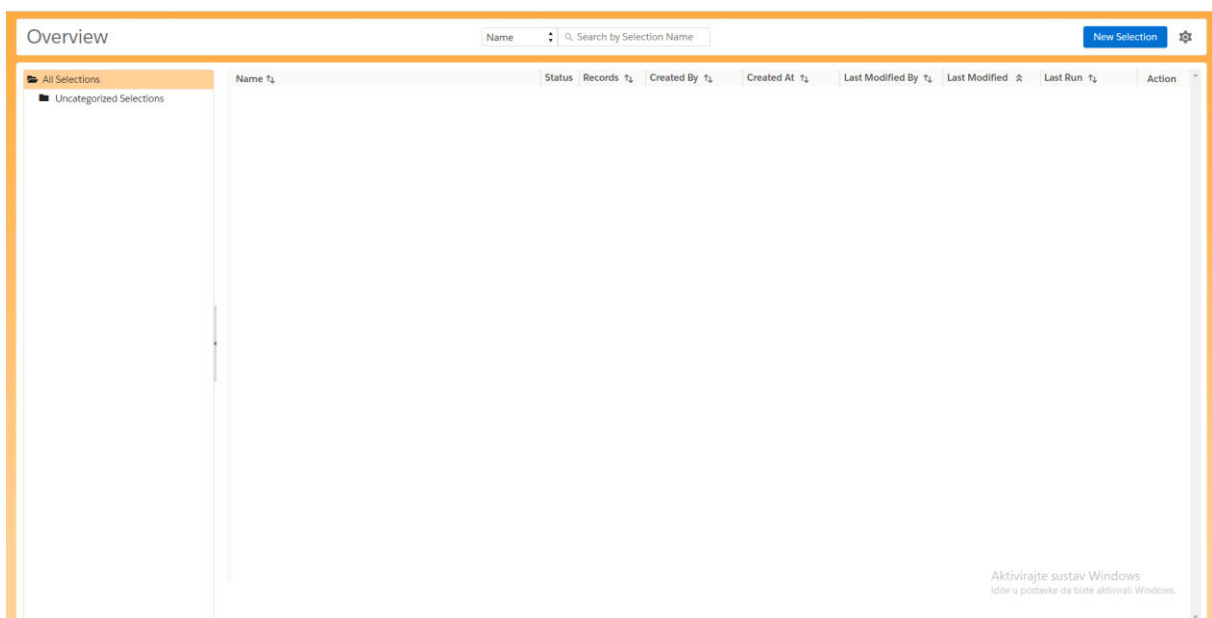 Overview
Name
Search by Selection Name
New Selection
All Selections
Uncategorized Selections
Name Status Records Created By Created At Last Modified By Last Modified Last Run Action
Aktivirajte sustav Windows
Idite u postavke da biste aktivirali Windows.